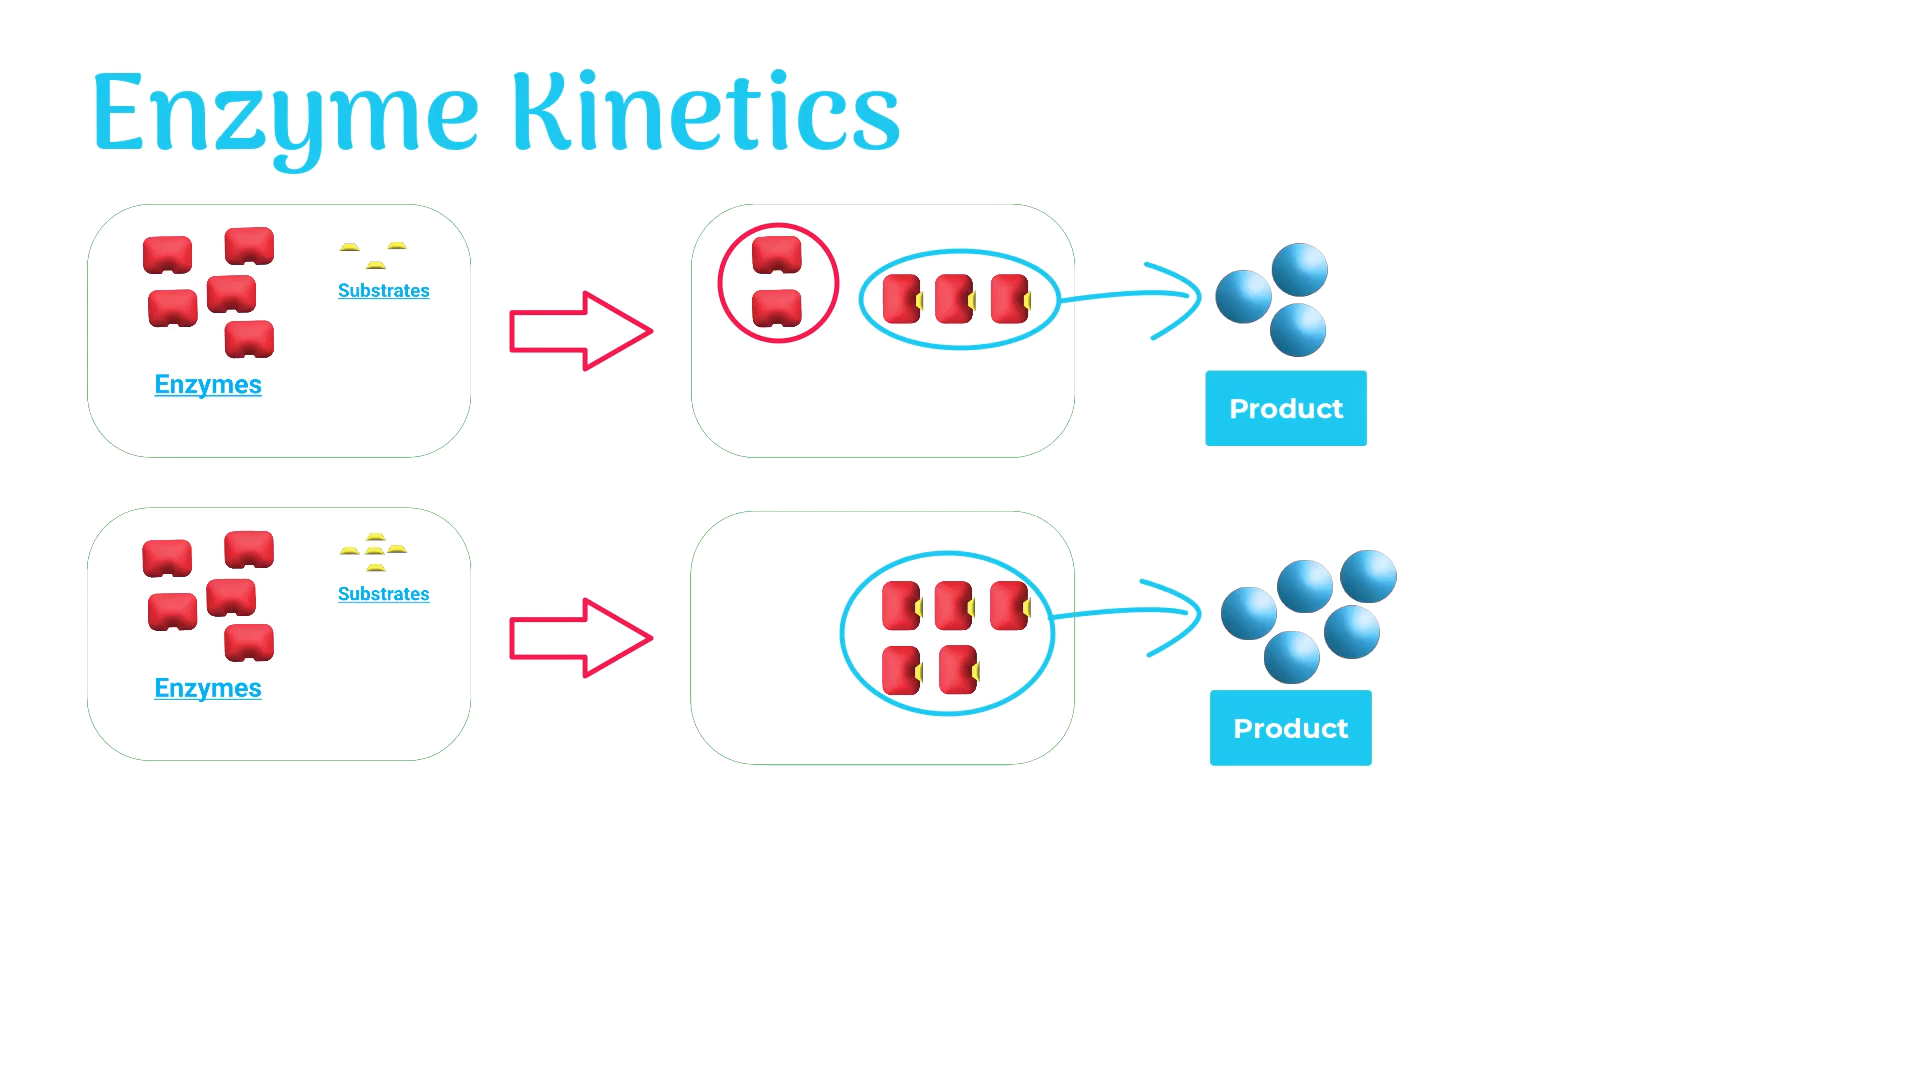 Enzyme Kinetics
Substrates
Enzymes
Product
Substrates
Enzymes
Product